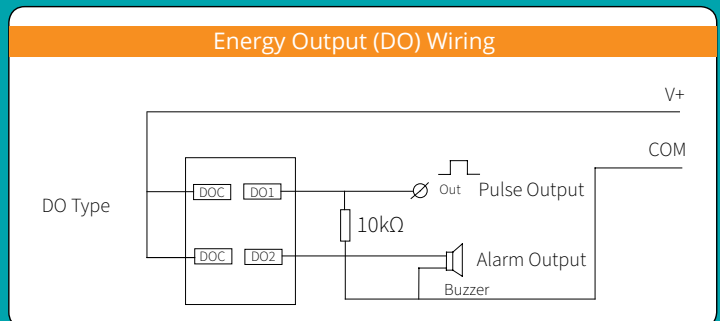 Energy Output (DO) Wiring
V+
COM
DOC DO1 Out Pulse Output
DO Type
10kΩ
DOC DO2 Alarm Output
Buzzer